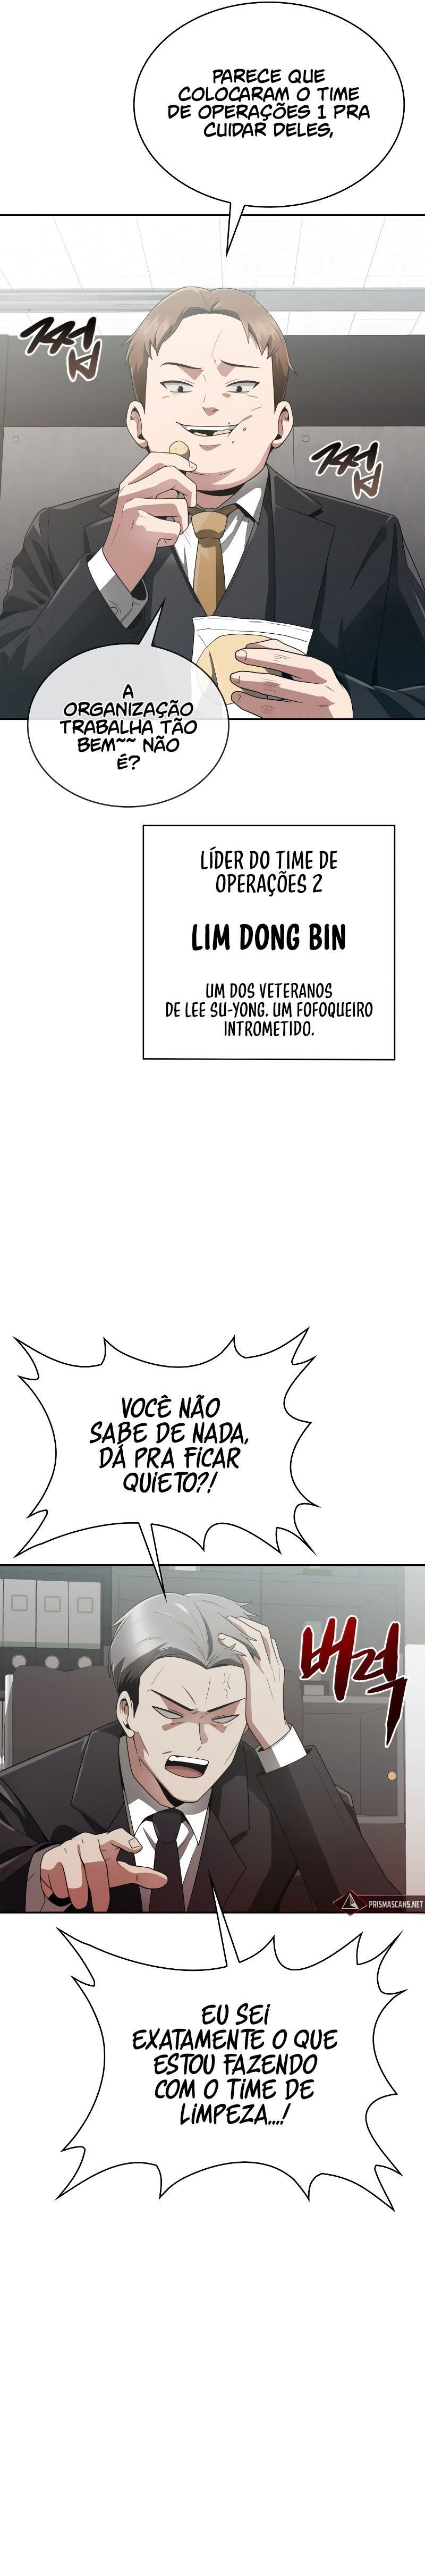 PARECE QUE
COLOCARAM O TIME
DE OPERAÇÕES 1 PRA
CUIDAR DELES,
쩝
쩝
A
ORGANIZAÇÃO
TRABALHA TÃO
BEM~~ NÃO
É?
LÍDER DO TIME DE
OPERAÇÕES 2
LIM DONG BIN
UM DOS VETERANOS
DE LEE SU-YONG. UM FOFOQUEIRO
INTROMETIDO.
VOCÊ NÃO
SABE DE NADA,
DÁ PRA FICAR
QUIETO?!
버럭
PRISMASCANS.NET
EU SEI
EXATAMENTE O QUE
ESTOU FAZENDO
COM O TIME DE
LIMPEZA...!